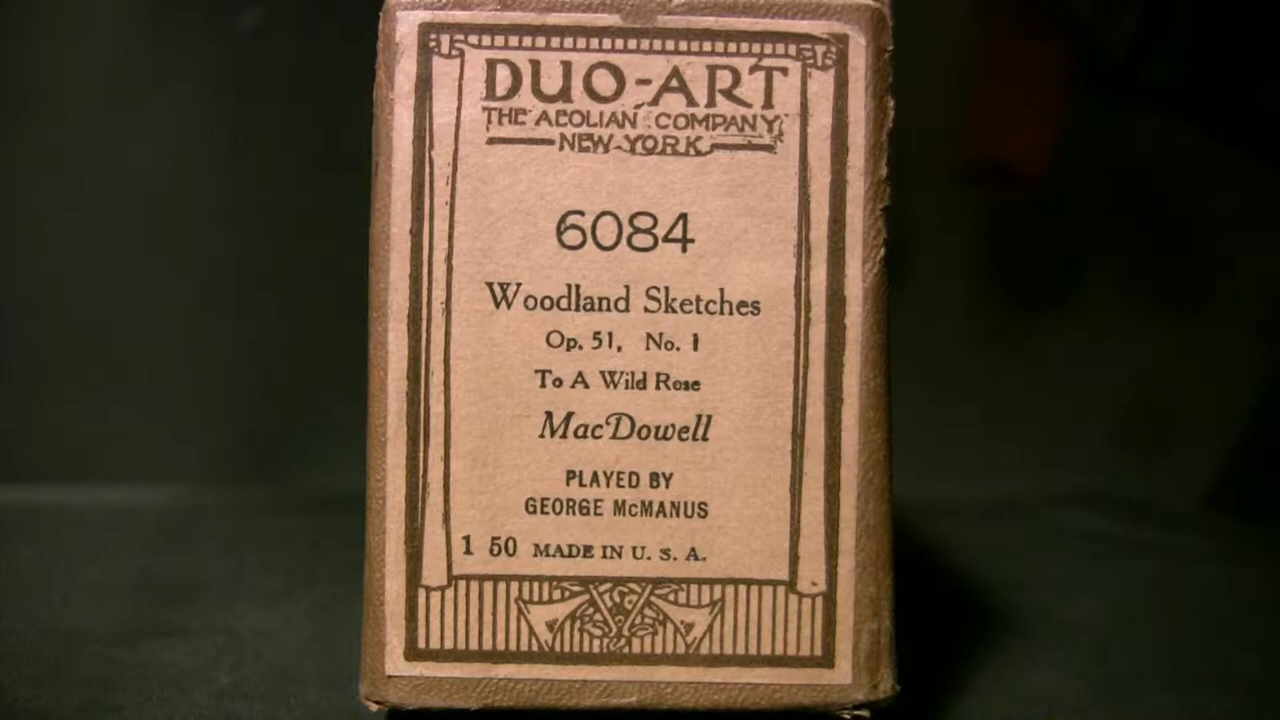 DUO-ART
THE AEOLIAN COMPANY
NEW YORK
6084
Woodland Sketches
Op. 51, No. 1
To A Wild Rose
MacDowell
PLAYED BY
GEORGE McMANUS
1 50 MADE IN U. S. A.